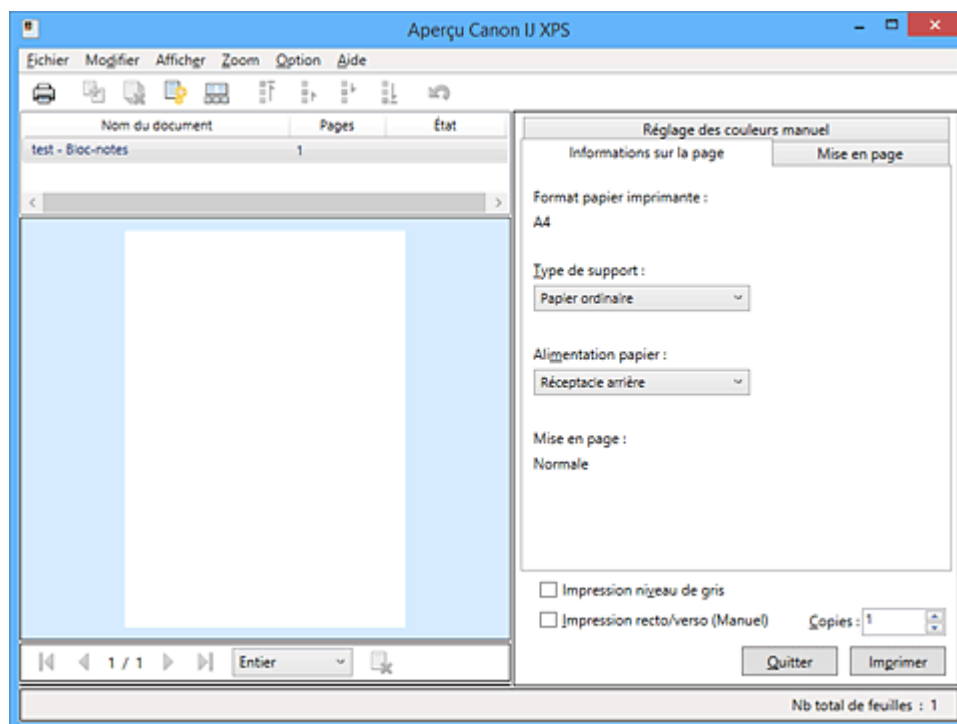 Aperçu Canon IJ XPS
Fichier Modifier Afficher Zoom Option Aide
Nom du document Pages État
test - Bloc-notes 1
Réglage des couleurs manuel
Informations sur la page Mise en page
Format papier imprimante :
A4
Type de support :
Papier ordinaire
Alimentation papier :
Réceptacle arrière
Mise en page :
Normale
Impression niveau de gris
Impression recto/verso (Manuel) Copies : 1
1 / 1 Entier
Quitter Imprimer
Nb total de feuilles : 1